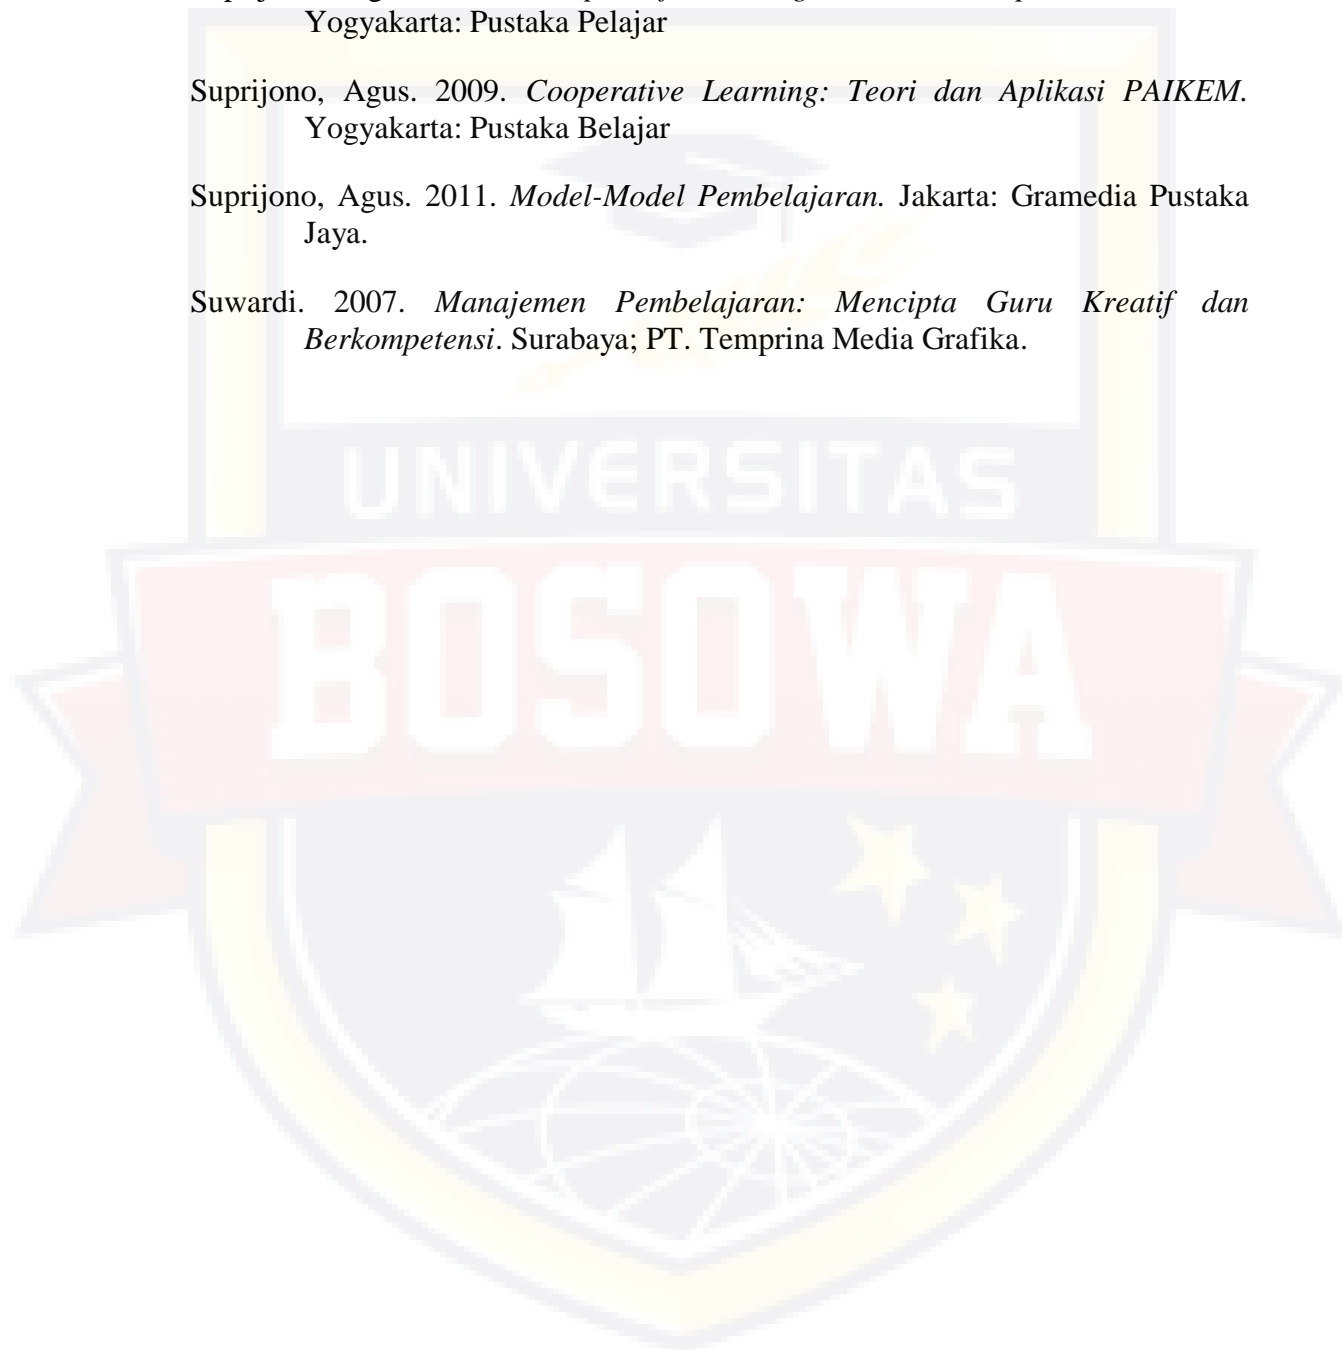 Yogyakarta: Pustaka Pelajar
Suprijono, Agus. 2009. Cooperative Learning: Teori dan Aplikasi PAIKEM.
Yogyakarta: Pustaka Belajar
Suprijono, Agus. 2011. Model-Model Pembelajaran. Jakarta: Gramedia Pustaka
Jaya.
Suwardi. 2007. Manajemen Pembelajaran: Mencipta Guru Kreatif dan
Berkompetensi. Surabaya; PT. Temprina Media Grafika.
UNIVERSITAS
BOSOWA